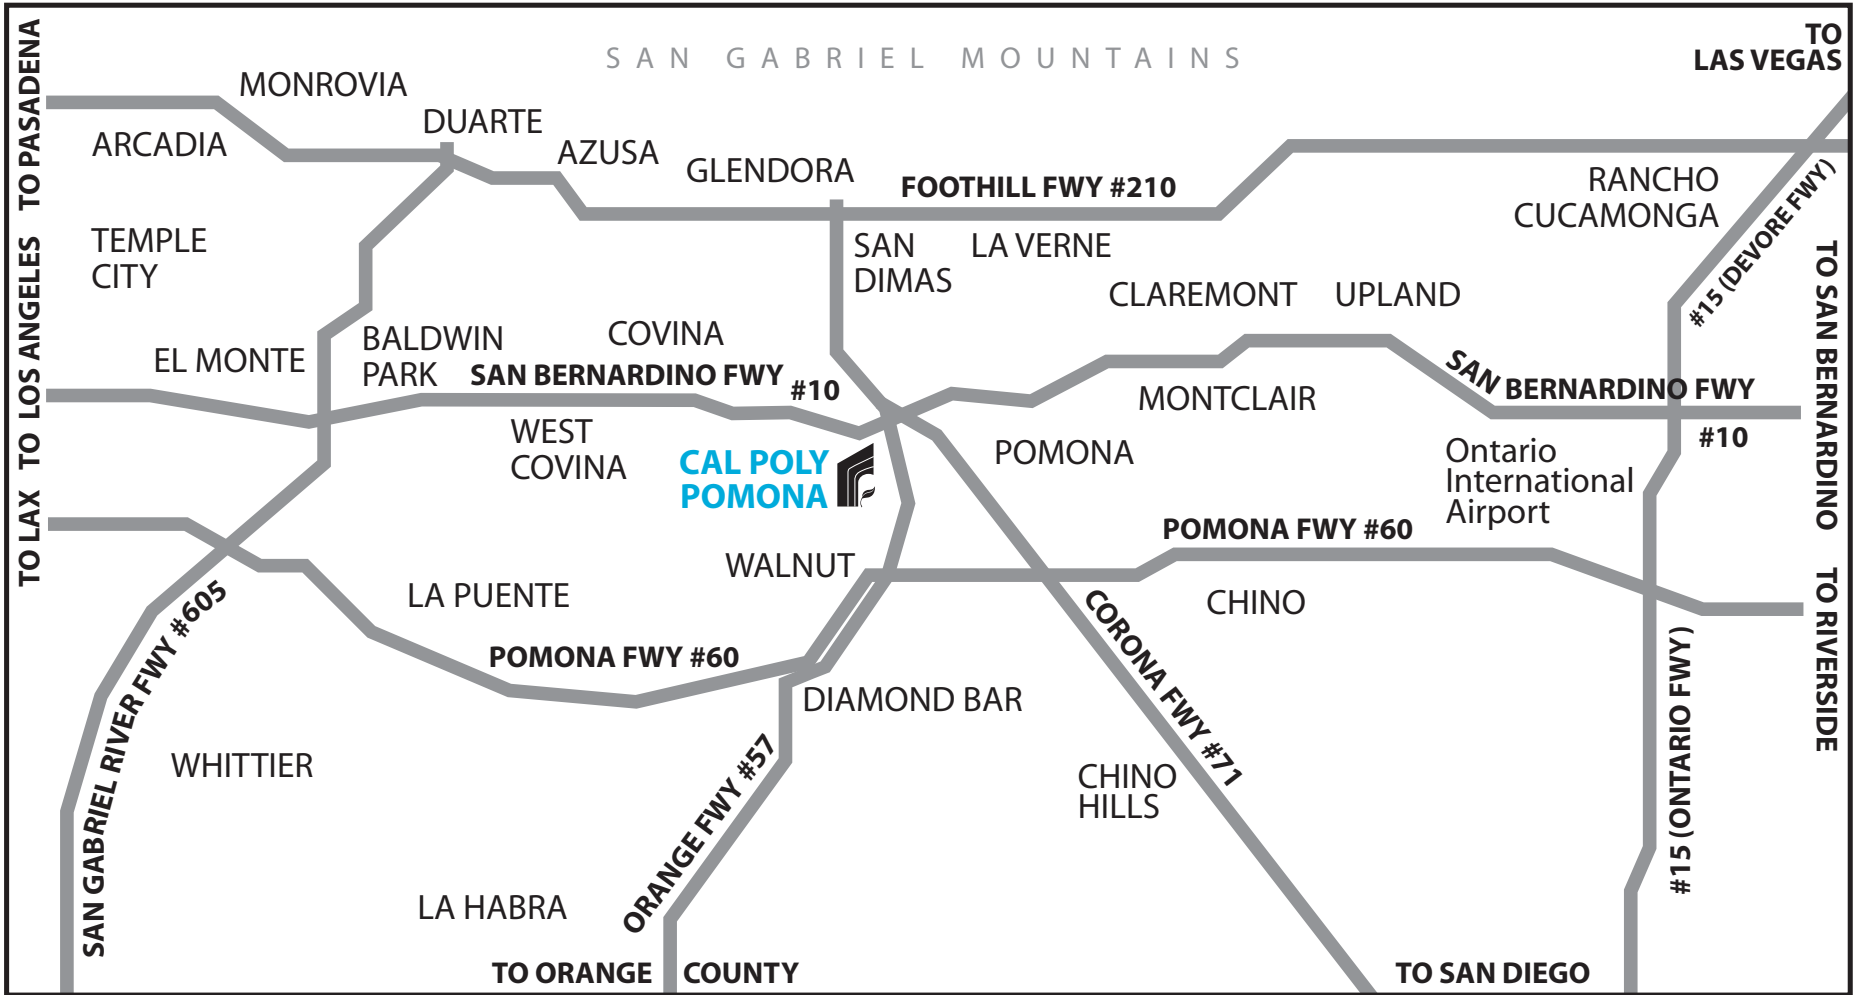 SAN GABRIEL MOUNTAINS
TO
LAS VEGAS
TO PASADENA
MONROVIA
ARCADIA
DUARTE
AZUSA
GLENDORA
FOOTHILL FWY #210
RANCHO
CUCAMONGA
#15 (DEVORE FWY)
TEMPLE
CITY
SAN
DIMAS
LA VERNE
CLAREMONT
UPLAND
TO LOS ANGELES
EL MONTE
BALDWIN
PARK
COVINA
SAN BERNARDINO FWY
#10
MONTCLAIR
SAN BERNARDINO FWY
#10
TO SAN BERNARDINO
WEST
COVINA
CAL POLY
POMONA
POMONA
Ontario
International
Airport
TO LAX
WALNUT
POMONA FWY #60
LA PUENTE
CHINO
SAN GABRIEL RIVER FWY #605
POMONA FWY #60
CORONA FWY #71
TO RIVERSIDE
DIAMOND BAR
#15 (ONTARIO FWY)
WHITTIER
ORANGE FWY #57
CHINO
HILLS
LA HABRA
TO ORANGE COUNTY
TO SAN DIEGO